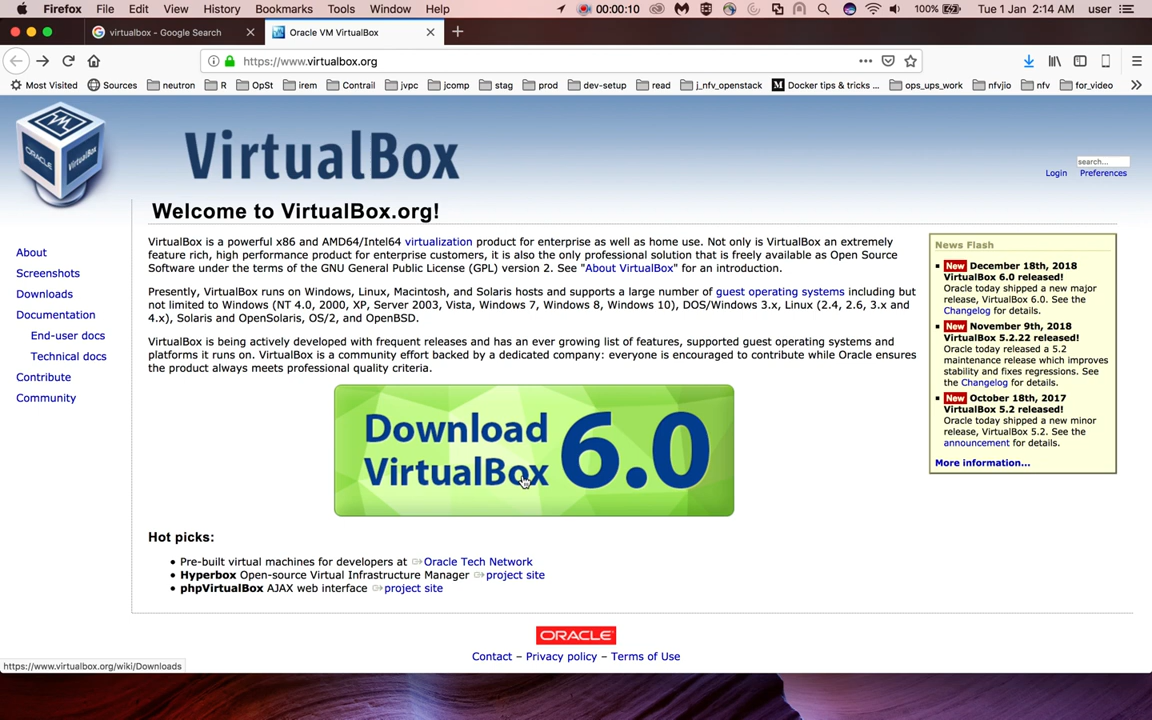 Firefox File Edit View History Bookmarks Tools Window Help 00:00:10 100% Tue 1 Jan 2:14 AM user
virtualbox - Google Search
Oracle VM VirtualBox
https://www.virtualbox.org
Most Visited Sources neutron R OpSt irem Contrail jvpc jcomp stag prod dev-setup read j_nfv_openstack Docker tips & tricks ... ops_ups_work nfvjio nfv for_video
ORACLE
VirtualBox
VirtualBox
search...
Login Preferences
Welcome to VirtualBox.org!
About
Screenshots
Downloads
Documentation
End-user docs
Technical docs
Contribute
Community
VirtualBox is a powerful x86 and AMD64/Intel64 virtualization product for enterprise as well as home use. Not only is VirtualBox an extremely
feature rich, high performance product for enterprise customers, it is also the only professional solution that is freely available as Open Source
Software under the terms of the GNU General Public License (GPL) version 2. See "About VirtualBox" for an introduction.
Presently, VirtualBox runs on Windows, Linux, Macintosh, and Solaris hosts and supports a large number of guest operating systems including but
not limited to Windows (NT 4.0, 2000, XP, Server 2003, Vista, Windows 7, Windows 8, Windows 10), DOS/Windows 3.x, Linux (2.4, 2.6, 3.x and
4.x), Solaris and OpenSolaris, OS/2, and OpenBSD.
VirtualBox is being actively developed with frequent releases and has an ever growing list of features, supported guest operating systems and
platforms it runs on. VirtualBox is a community effort backed by a dedicated company: everyone is encouraged to contribute while Oracle ensures
the product always meets professional quality criteria.
Download
VirtualBox 6.0
Hot picks:
• Pre-built virtual machines for developers at Oracle Tech Network
• Hyperbox Open-source Virtual Infrastructure Manager project site
• phpVirtualBox AJAX web interface project site
News Flash
New December 18th, 2018
VirtualBox 6.0 released!
Oracle today shipped a new major
release, VirtualBox 6.0. See the
Changelog for details.
New November 9th, 2018
VirtualBox 5.2.22 released!
Oracle today released a 5.2
maintenance release which improves
stability and fixes regressions. See
the Changelog for details.
New October 18th, 2017
VirtualBox 5.2 released!
Oracle today shipped a new minor
release, VirtualBox 5.2. See the
announcement for details.
More information...
ORACLE
Contact – Privacy policy – Terms of Use
https://www.virtualbox.org/wiki/Downloads